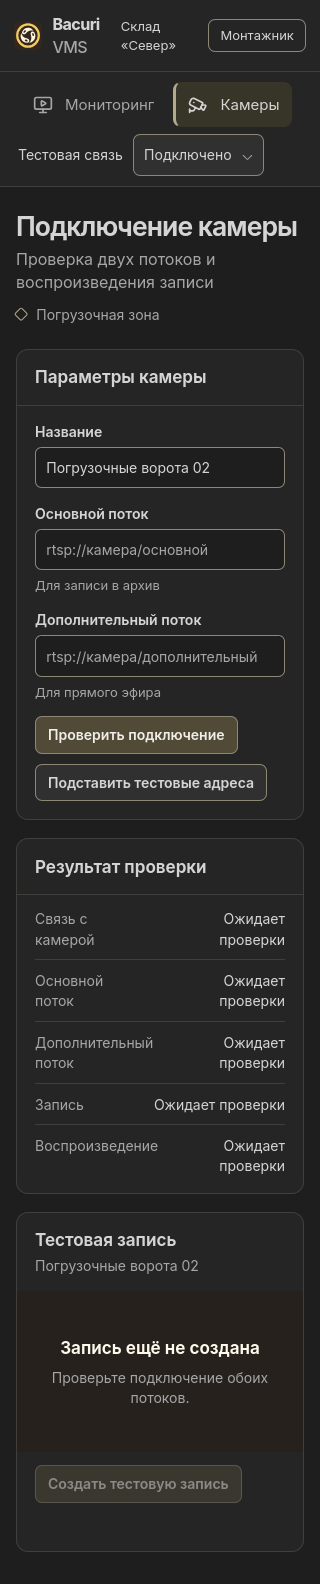 Bacuri
VMS
Склад
«Север»
Монтажник
Мониторинг
Камеры
Тестовая связь
Подключено
Подключение камеры
Проверка двух потоков и
воспроизведения записи
Погрузочная зона
Параметры камеры
Название
Погрузочные ворота 02
Основной поток
rtsp://камера/основной
Для записи в архив
Дополнительный поток
rtsp://камера/дополнительный
Для прямого эфира
Проверить подключение
Подставить тестовые адреса
Результат проверки
Связь с
камерой
Ожидает
проверки
Основной
поток
Ожидает
проверки
Дополнительный
поток
Ожидает
проверки
Запись
Ожидает проверки
Воспроизведение
Ожидает
проверки
Тестовая запись
Погрузочные ворота 02
Запись ещё не создана
Проверьте подключение обоих
потоков.
Создать тестовую запись